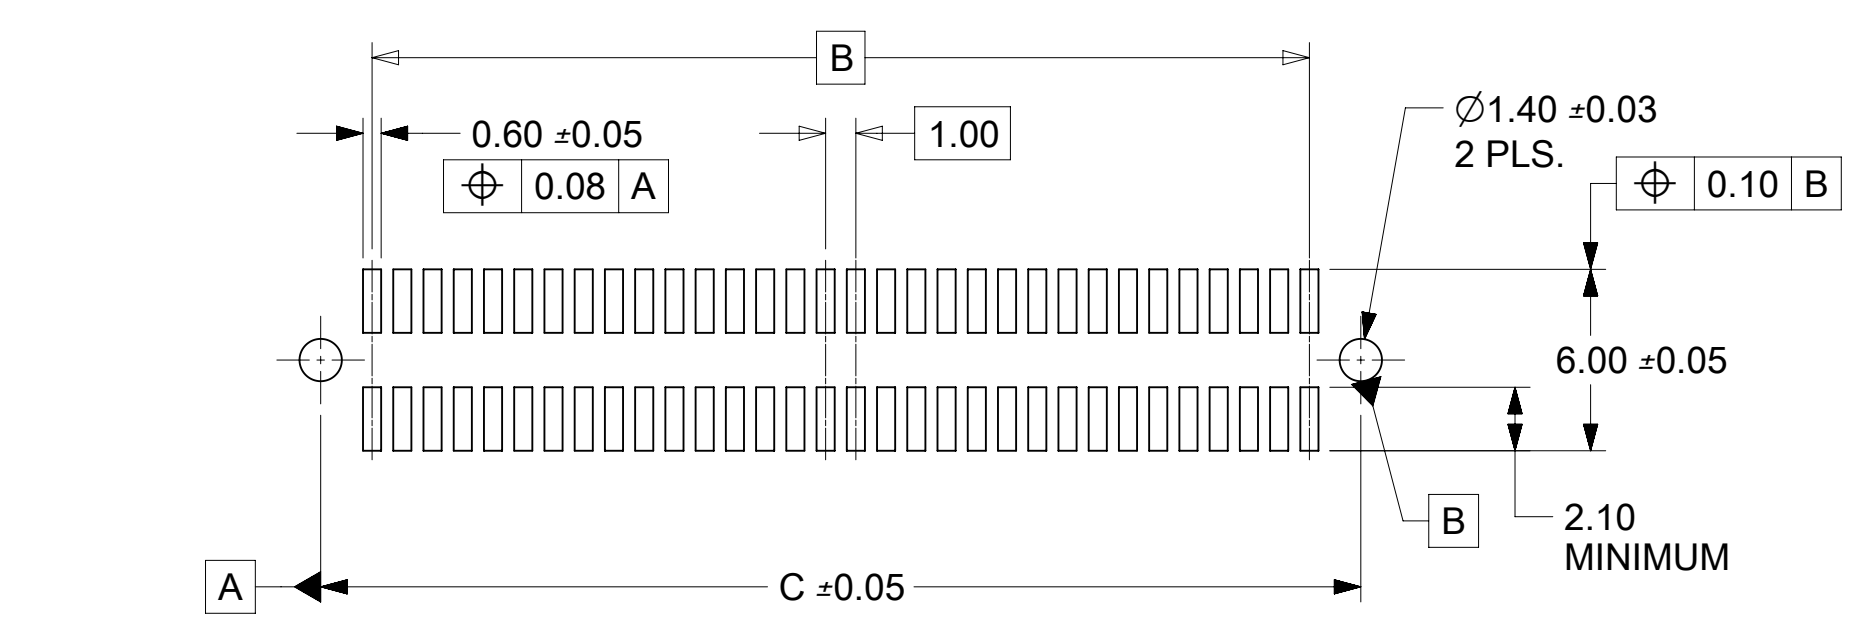 B
0.60 ±0.05
⌖ 0.08 A
1.00
∅1.40 ±0.03
2 PLS.
⌖ 0.10 B
6.00 ±0.05
B
2.10
MINIMUM
A
C ±0.05